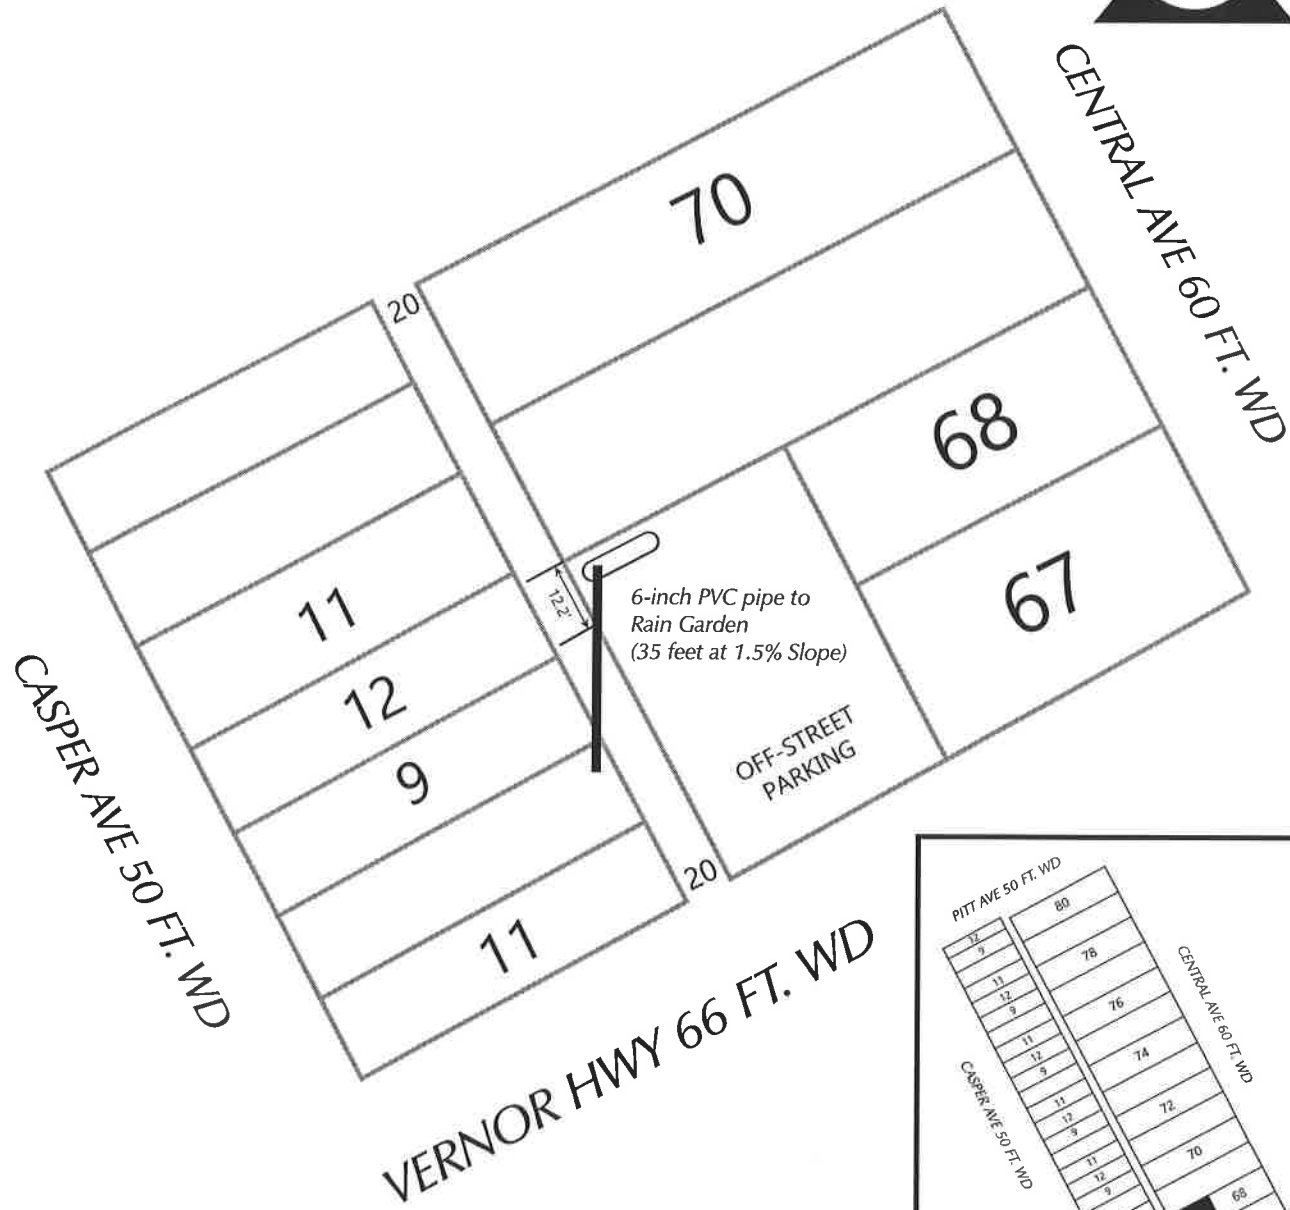 CENTRAL AVE 60 FT. WD
70
20
68
12.2'
6-inch PVC pipe to
Rain Garden
(35 feet at 1.5% Slope)
67
11
12
9
CASPER AVE 50 FT. WD
OFF-STREET
PARKING
20
11
VERNOR HWY 66 FT. WD
PITT AVE 50 FT. WD
80
12
9
78
CENTRAL AVE 60 FT. WD
11
12
9
76
11
12
9
74
CASPER AVE 50 FT. WD
11
12
9
72
11
12
9
70
68